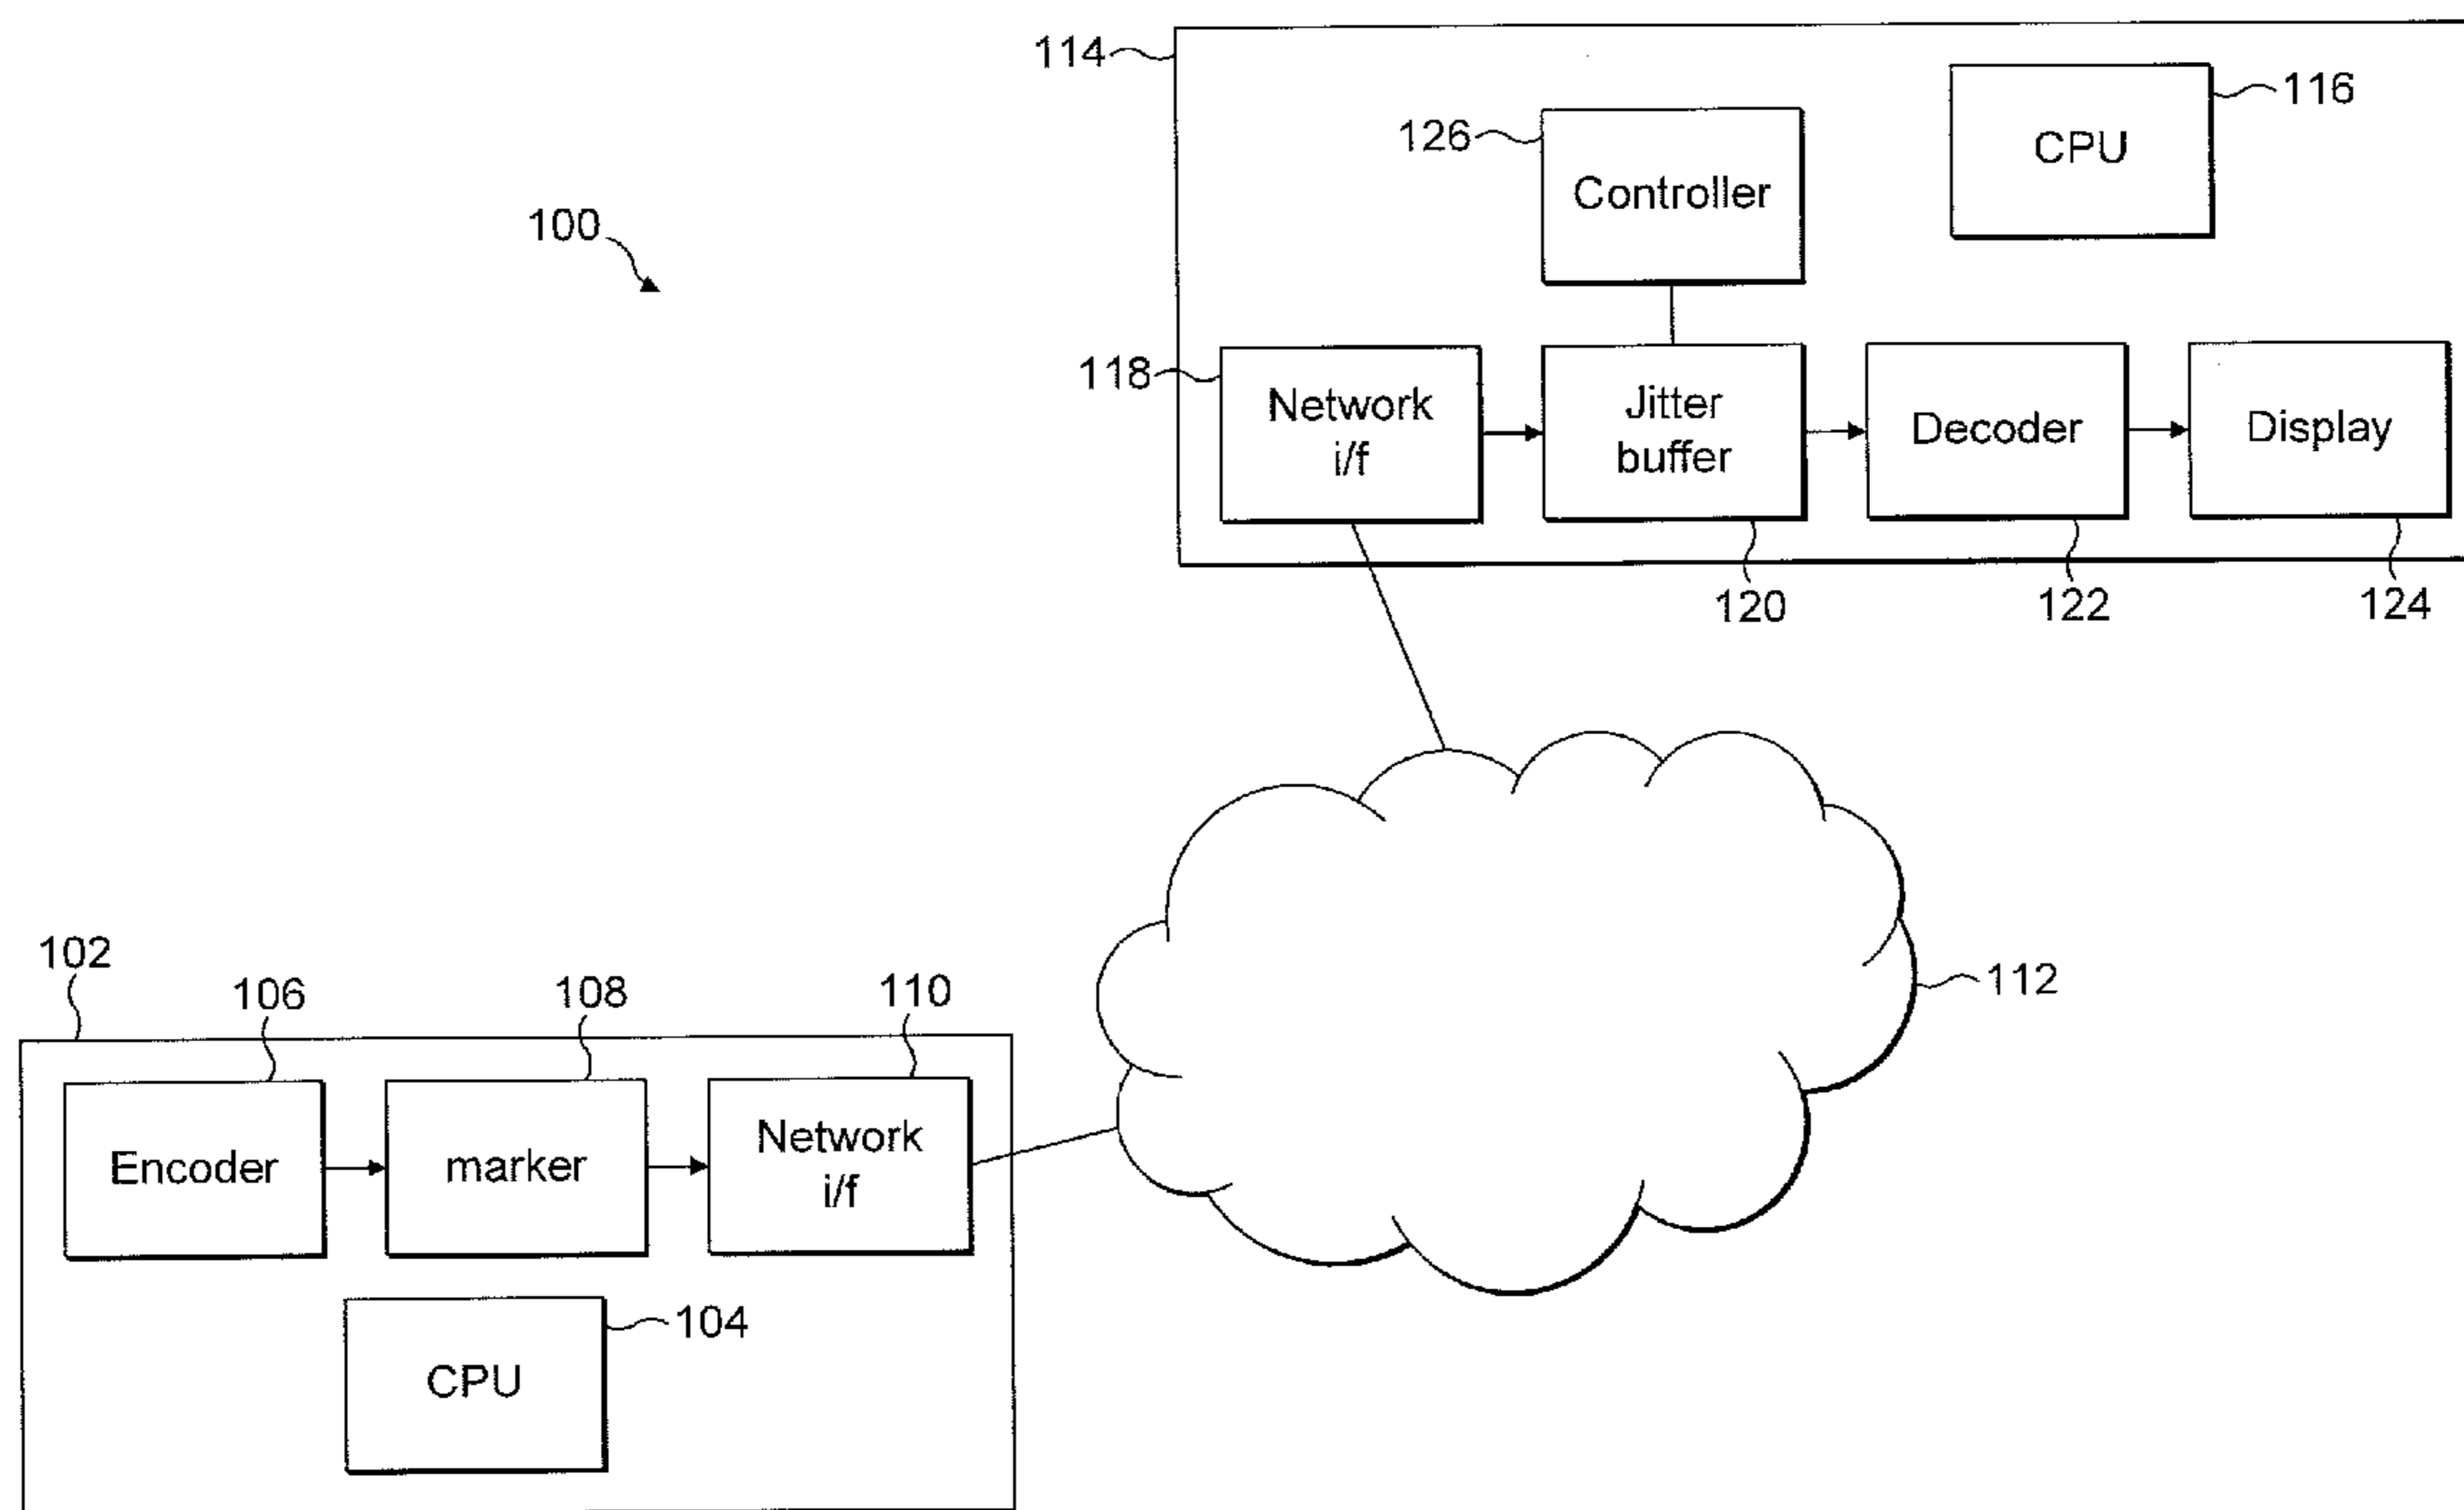 114
116
CPU
126
Controller
100
118
Network
i/f
Jitter
buffer
Decoder
Display
120
122
124
112
102
106
108
110
Encoder
marker
Network
i/f
104
CPU